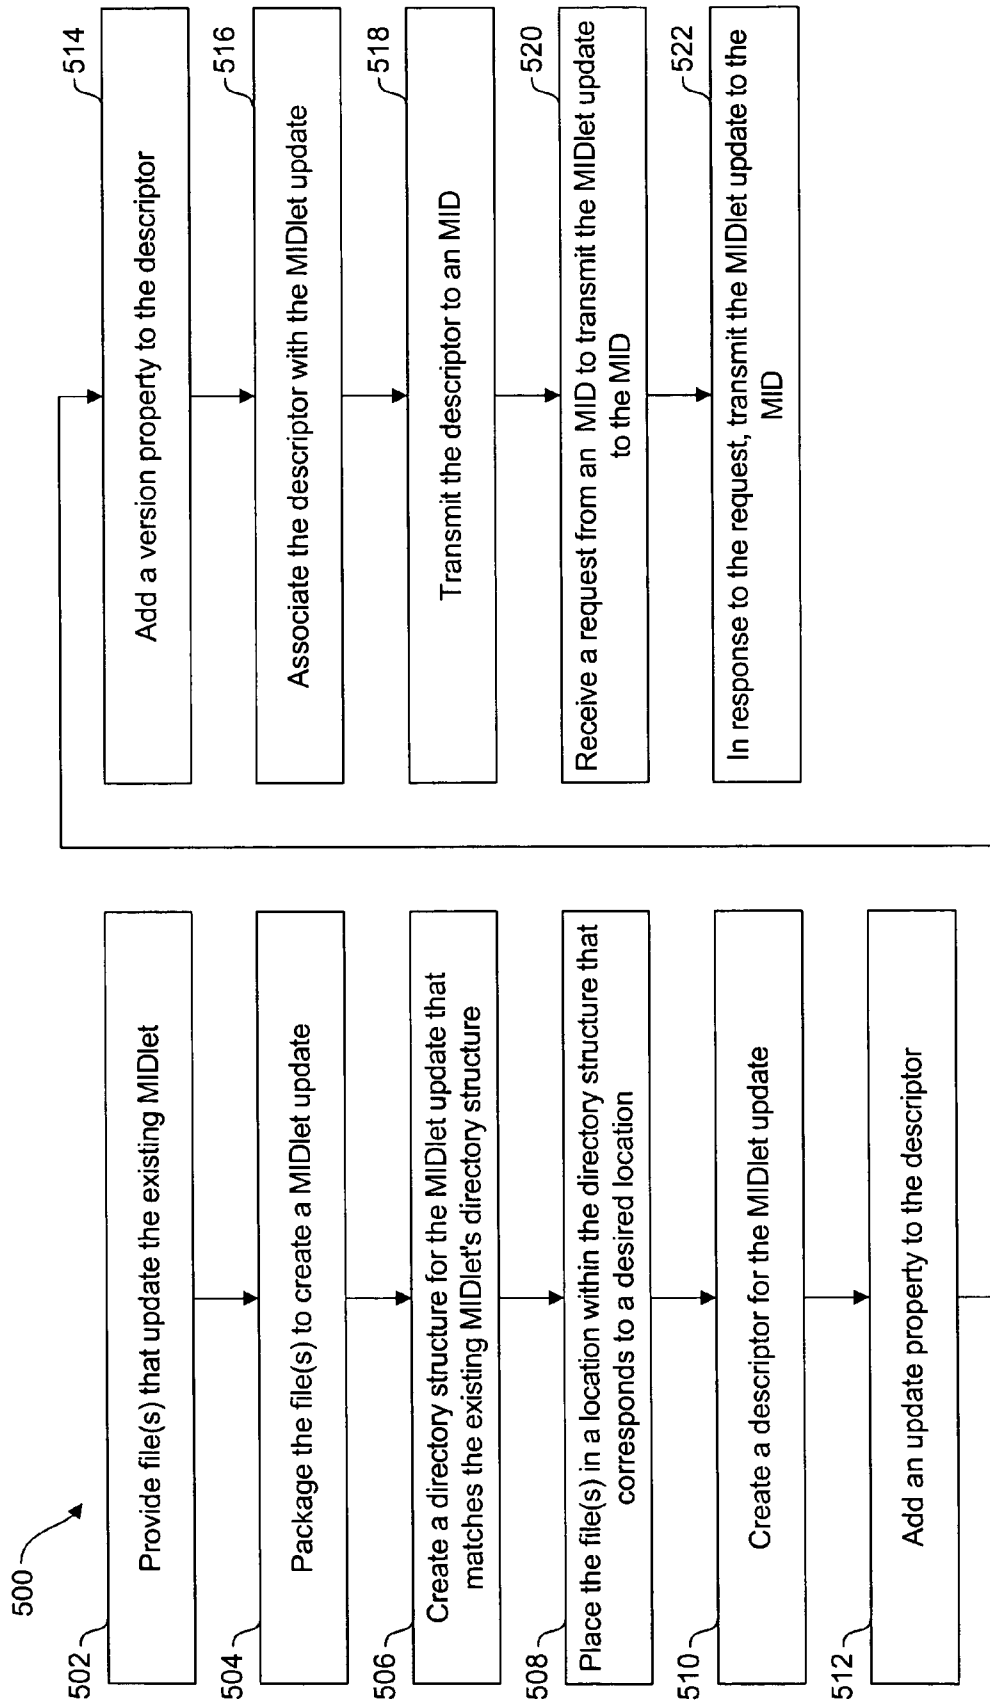 500
502
Provide file(s) that update the existing MIDlet
504
Package the file(s) to create a MIDlet update
506
Create a directory structure for the MIDlet update that
matches the existing MIDlet's directory structure
508
Place the file(s) in a location within the directory structure that
corresponds to a desired location
510
Create a descriptor for the MIDlet update
512
Add an update property to the descriptor
514
Add a version property to the descriptor
516
Associate the descriptor with the MIDlet update
518
Transmit the descriptor to an MID
520
Receive a request from an MID to transmit the MIDlet update
to the MID
522
In response to the request, transmit the MIDlet update to the
MID